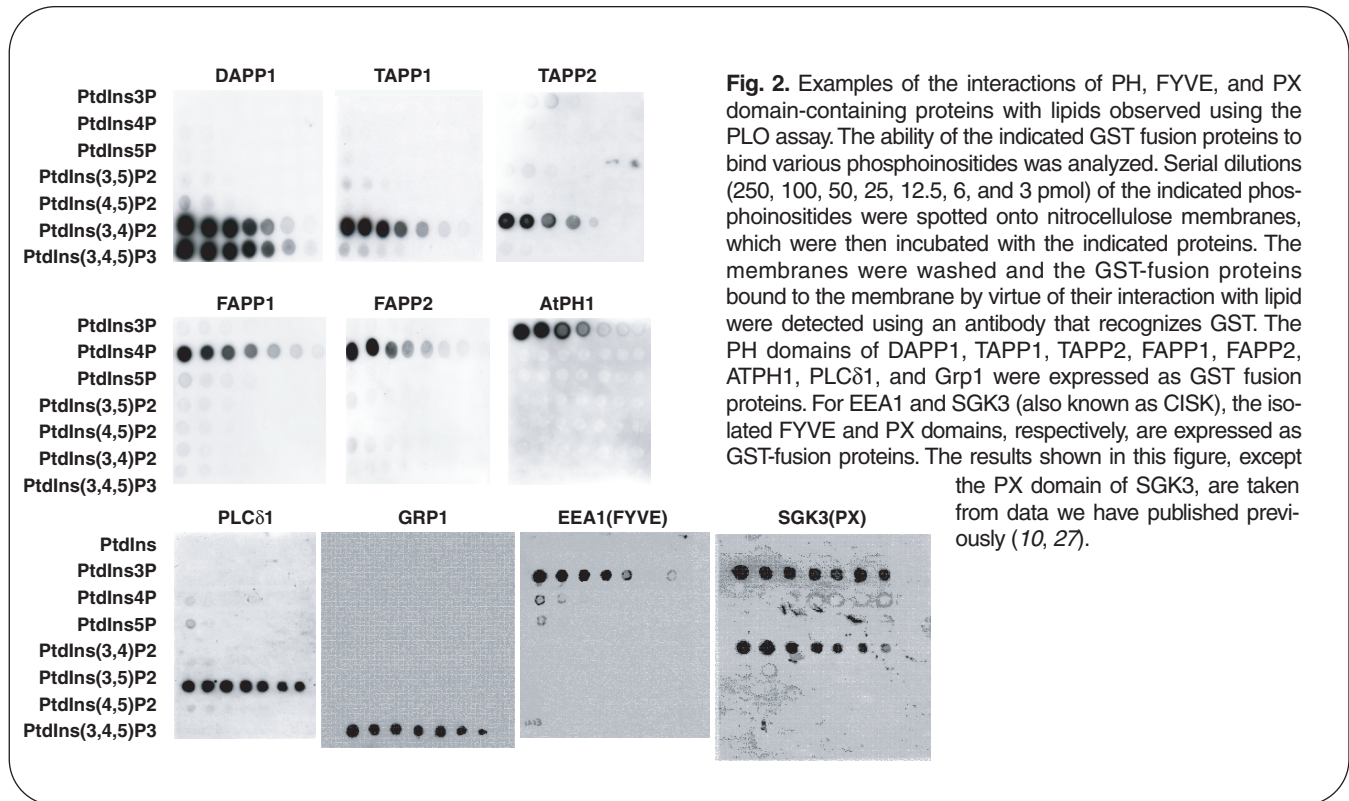 DAPP1 TAPP1 TAPP2
PtdIns3P
PtdIns4P
PtdIns5P
PtdIns(3,5)P2
PtdIns(4,5)P2
PtdIns(3,4)P2
PtdIns(3,4,5)P3
FAPP1 FAPP2 AtPH1
PtdIns3P
PtdIns4P
PtdIns5P
PtdIns(3,5)P2
PtdIns(4,5)P2
PtdIns(3,4)P2
PtdIns(3,4,5)P3
PLCδ1 GRP1 EEA1(FYVE) SGK3(PX)
PtdIns
PtdIns3P
PtdIns4P
PtdIns5P
PtdIns(3,4)P2
PtdIns(3,5)P2
PtdIns(4,5)P2
PtdIns(3,4,5)P3
Fig. 2. Examples of the interactions of PH, FYVE, and PX
domain-containing proteins with lipids observed using the
PLO assay. The ability of the indicated GST fusion proteins to
bind various phosphoinositides was analyzed. Serial dilutions
(250, 100, 50, 25, 12.5, 6, and 3 pmol) of the indicated phos-
phoinositides were spotted onto nitrocellulose membranes,
which were then incubated with the indicated proteins. The
membranes were washed and the GST-fusion proteins
bound to the membrane by virtue of their interaction with lipid
were detected using an antibody that recognizes GST. The
PH domains of DAPP1, TAPP1, TAPP2, FAPP1, FAPP2,
ATPH1, PLCδ1, and Grp1 were expressed as GST fusion
proteins. For EEA1 and SGK3 (also known as CISK), the iso-
lated FYVE and PX domains, respectively, are expressed as
GST-fusion proteins. The results shown in this figure, except
the PX domain of SGK3, are taken
from data we have published previ-
ously (10, 27).